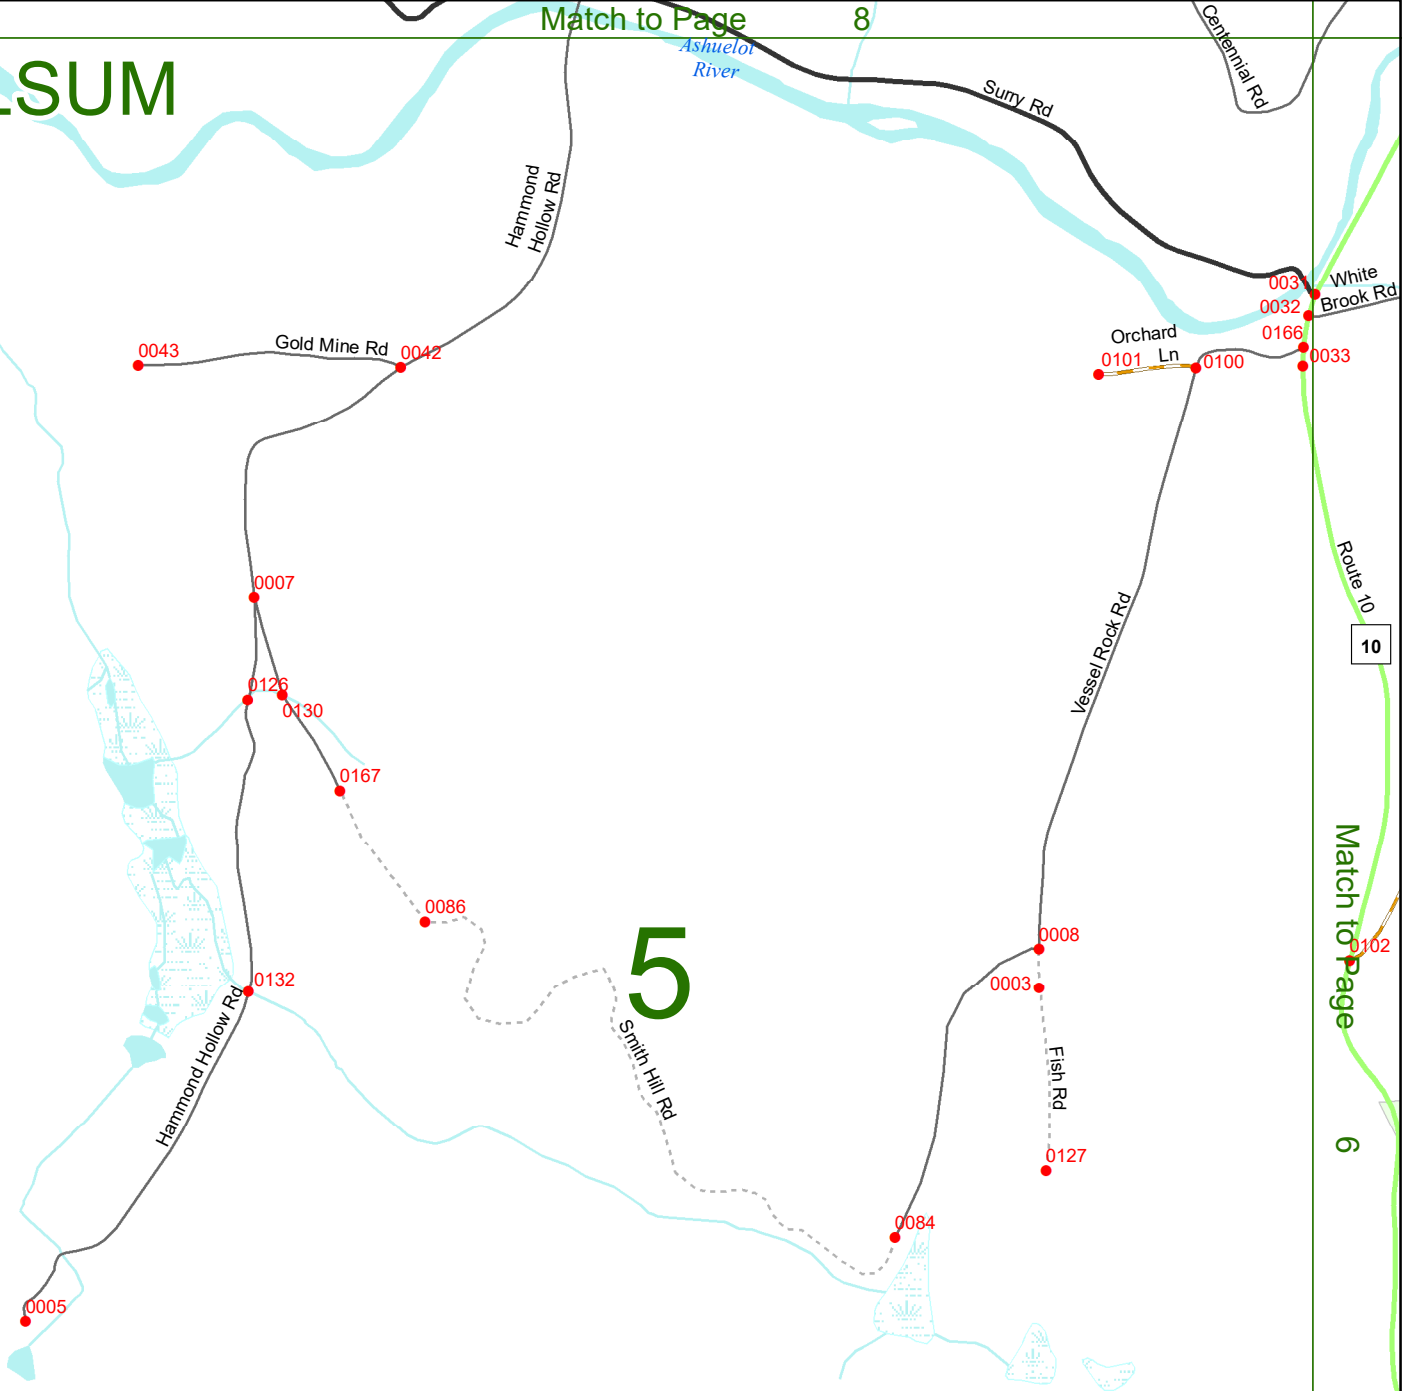 Match to Page 8
Centennial Rd
Ashuelot
River
LSUM
Surry Rd
Hammond
Hollow Rd
White
Brook Rd
0032
0166
0033
Orchard
Ln
0101
0100
Gold Mine Rd
0043
0042
Route 10
10
0007
Vessel Rock Rd
0126
0130
0167
Match to Page 6
0086
5
0008
0102
0132
0003
Hammond Hollow Rd
Smith Hill Rd
Fish Rd
0127
0084
0005